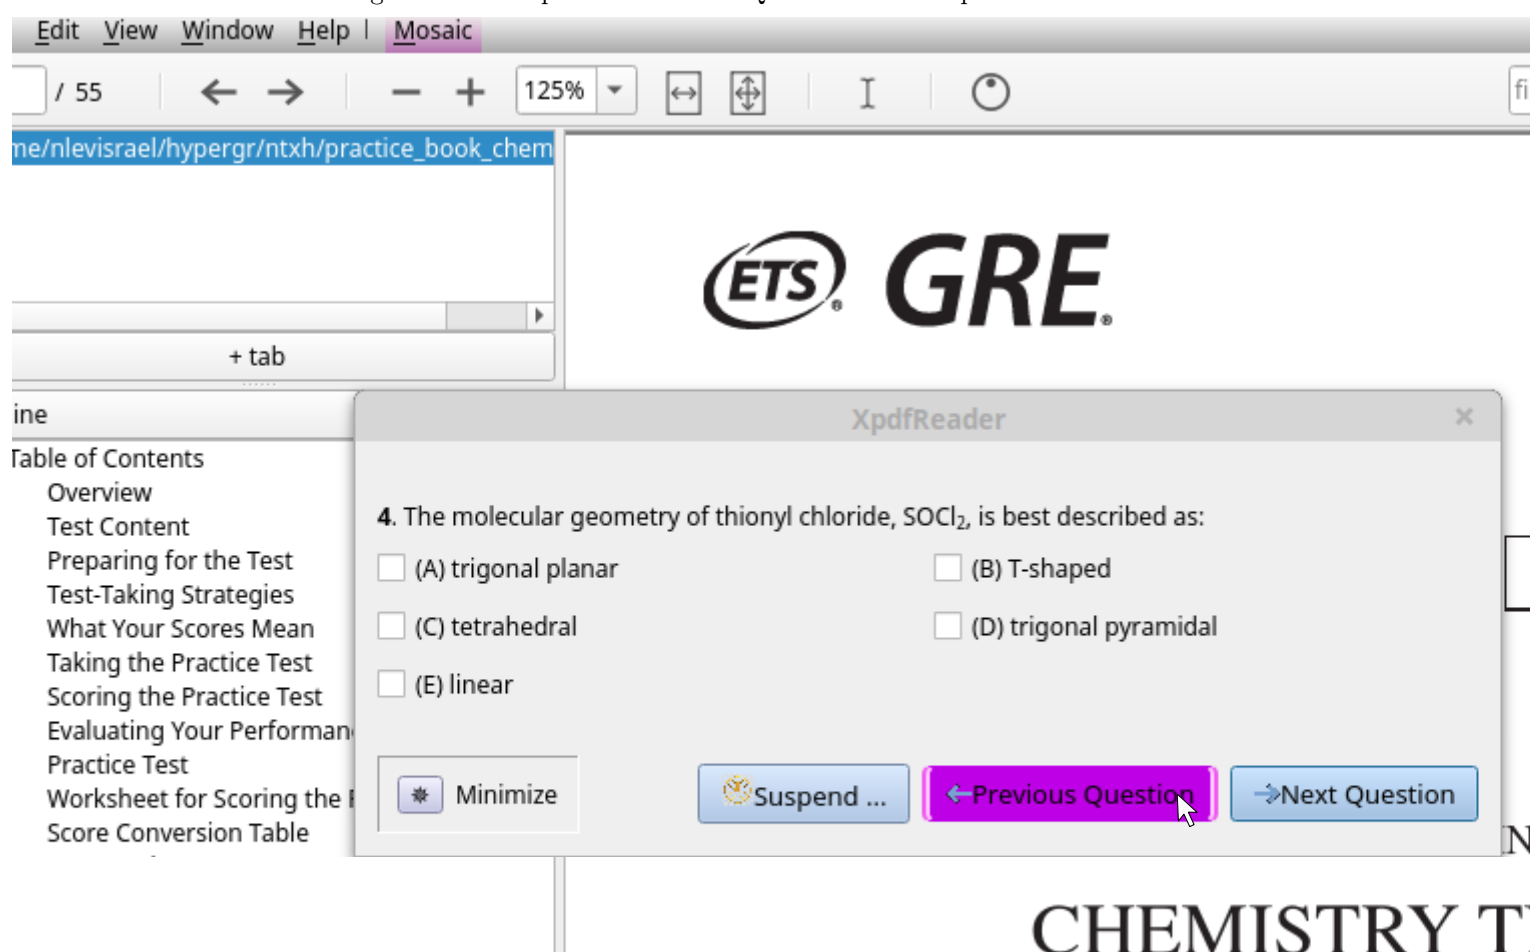 Edit View Window Help | Mosaic
/ 55 125% fi
me/nlevisrael/hypergr/ntxh/practice_book_chem
ETS® GRE®
+ tab
ine
XpdfReader
Table of Contents
Overview
Test Content
Preparing for the Test
Test-Taking Strategies
What Your Scores Mean
Taking the Practice Test
Scoring the Practice Test
Evaluating Your Performan
Practice Test
Worksheet for Scoring the
Score Conversion Table
4. The molecular geometry of thionyl chloride, SOCl₂, is best described as:
(A) trigonal planar
(B) T-shaped
(C) tetrahedral
(D) trigonal pyramidal
(E) linear
Minimize
Suspend ...
Previous Question
Next Question
IN
CHEMISTRY T